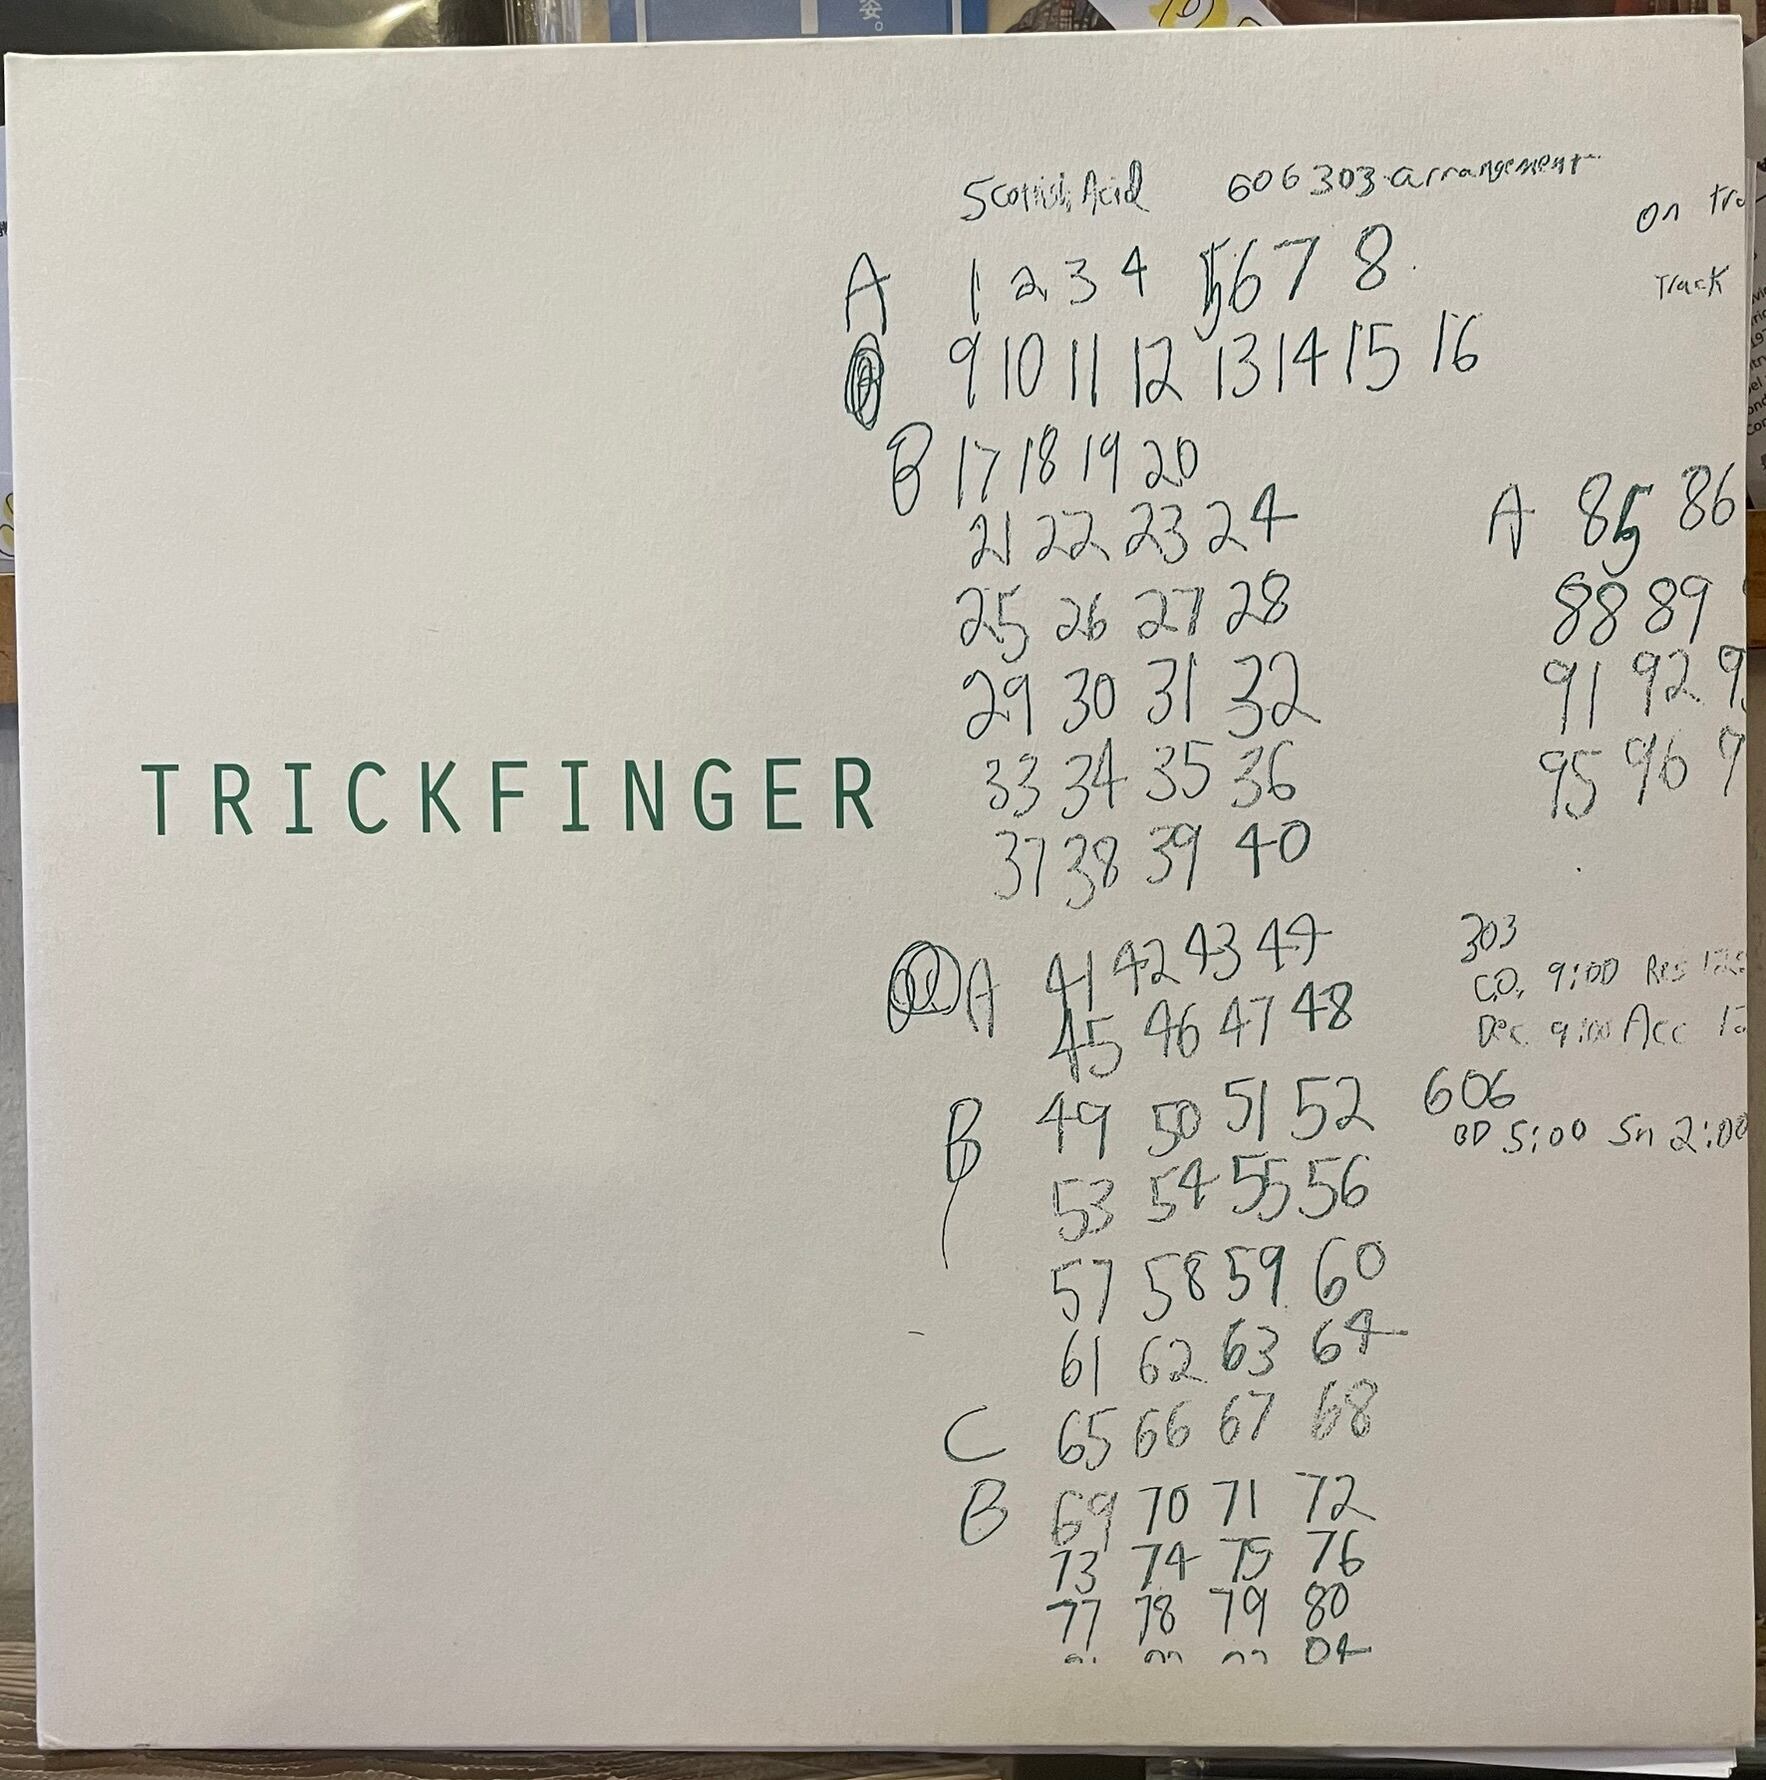 Scottish Acid 606 303 arrangement
on
Track
A 1 2 3 4 5 6 7 8
9 10 11 12 13 14 15 16
B 17 18 19 20
21 22 23 24
25 26 27 28
29 30 31 32
33 34 35 36
37 38 39 40
A 41 42 43 44
45 46 47 48
B 49 50 51 52
53 54 55 56
57 58 59 60
61 62 63 64
C 65 66 67 68
B 69 70 71 72
73 74 75 76
77 78 79 80
A 85 86
88 89
91 92
95 96
303
C.O. 9:00 Res
Dec. 9:00 Acc
606
BD 5:00 Sn 2:00
TRICKFINGER